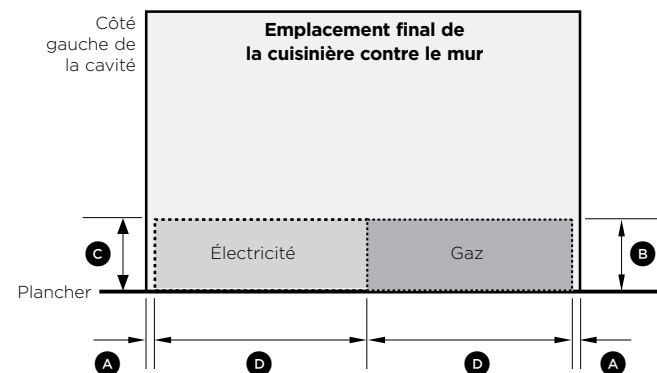 Côté
gauche de
la cavité
Emplacement final de
la cuisinière contre le mur
C
Électricité
Gaz
B
Plancher
A
D
D
A